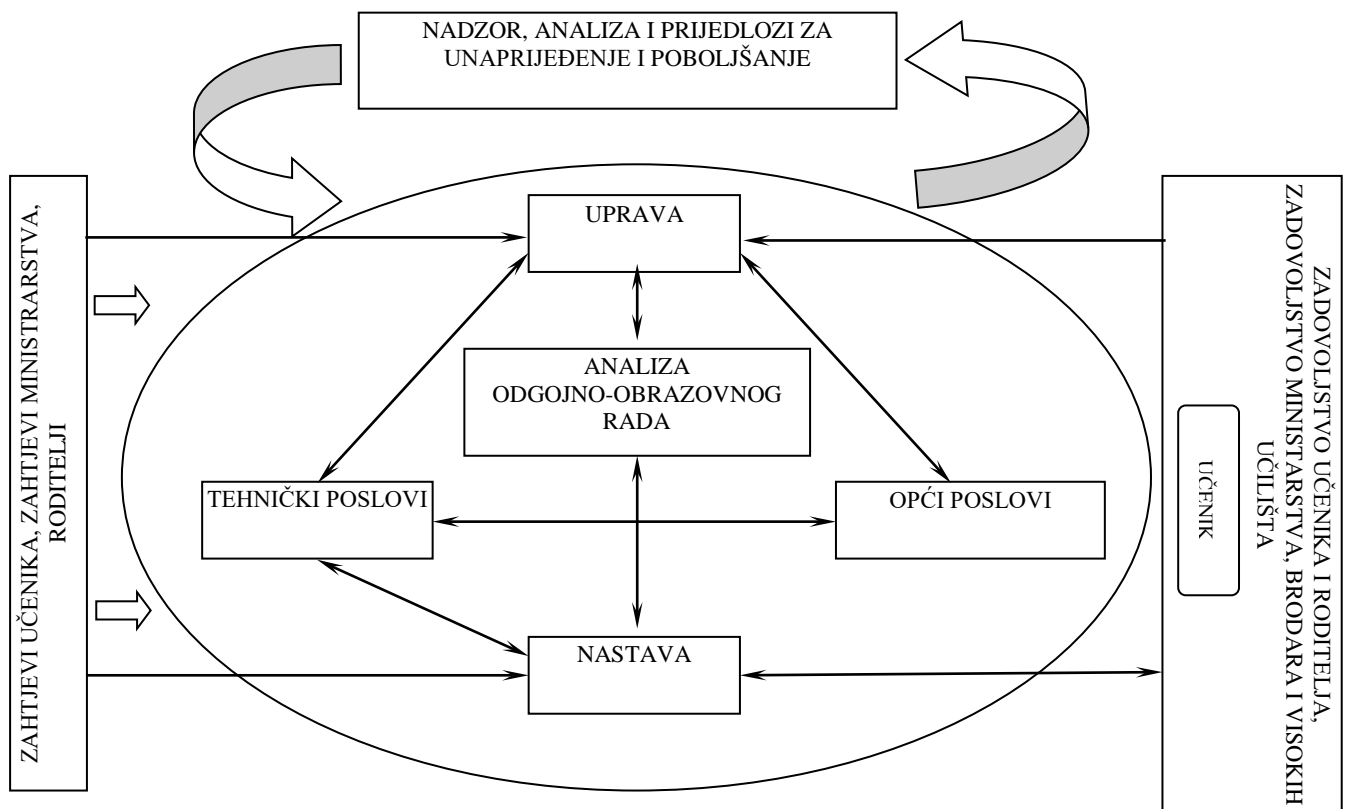 NADZOR, ANALIZA I PRIJEDLOZI ZA
UNAPRIJEĐENJE I POBOLJŠANJE
ZAHTJEVI UČENIKA, ZAHTJEVI MINISTRARSTVA,
RODITELJI
UPRAVA
ANALIZA
ODGOJNO-OBRAZOVNOG
RADA
TEHNIČKI POSLOVI
OPĆI POSLOVI
NASTAVA
ZADOVOLJSTVO UČENIKA I RODITELJA,
ZADOVOLJSTVO MINISTARSTVA, BRODARA I VISOKIH
UČILIŠTA
UČENIK